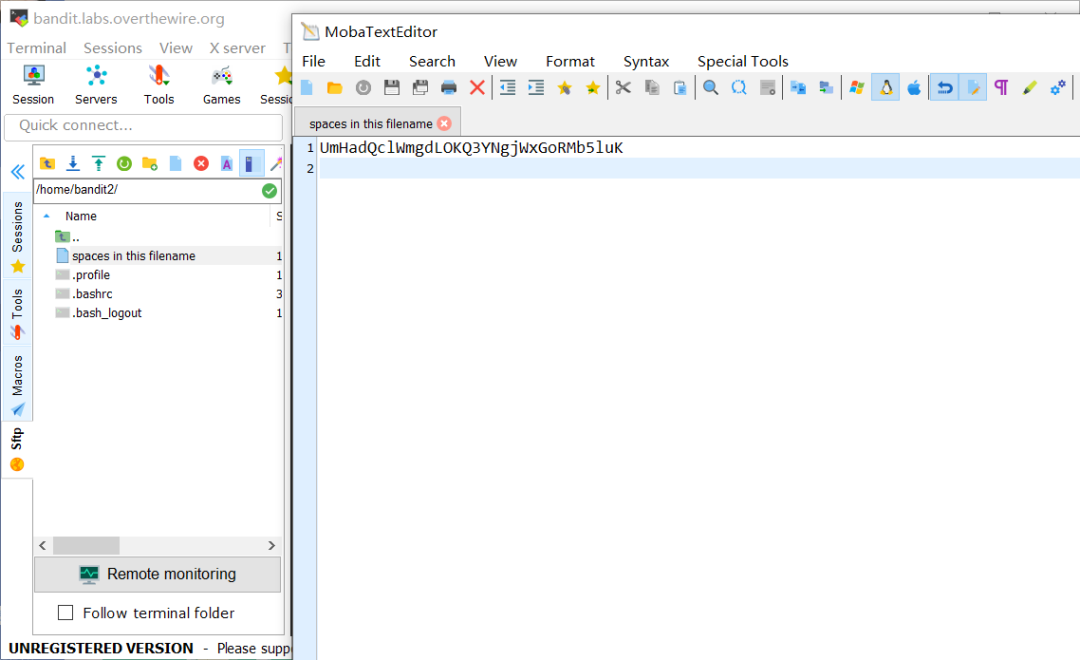 bandit.labs.overthewire.org
Terminal Sessions View X server T
Session Servers Tools Games Sessio
Quick connect...
/home/bandit2/
Name S
..
spaces in this filename 1
.profile 1
.bashrc 3
.bash_logout 1
Sessions
Tools
Macros
Sftp
Remote monitoring
Follow terminal folder
UNREGISTERED VERSION - Please supp
MobaTextEditor
File Edit Search View Format Syntax Special Tools
spaces in this filename
1 UmHadQclWmgdLOKQ3YNgjWxGoRMb5luK
2